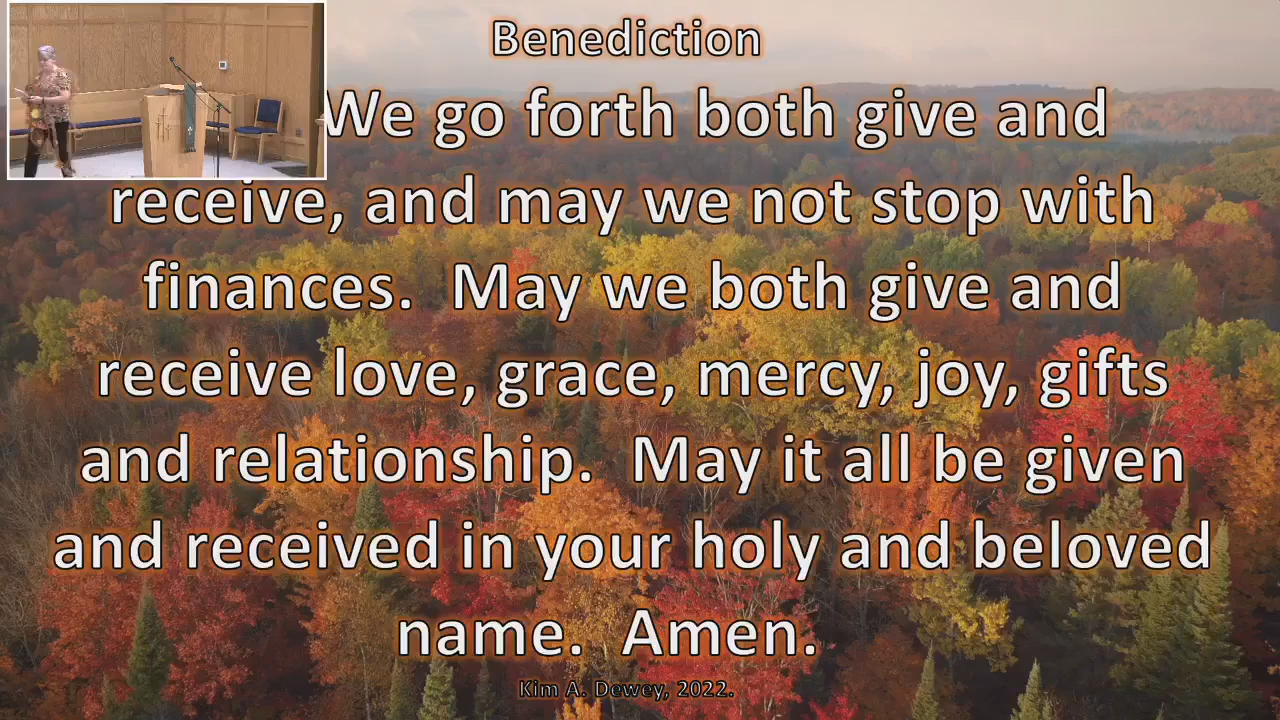 Benediction
We go forth both give and
receive, and may we not stop with
finances.  May we both give and
receive love, grace, mercy, joy, gifts
and relationship.  May it all be given
and received in your holy and beloved
name.  Amen.
Kim A. Dewey, 2022.